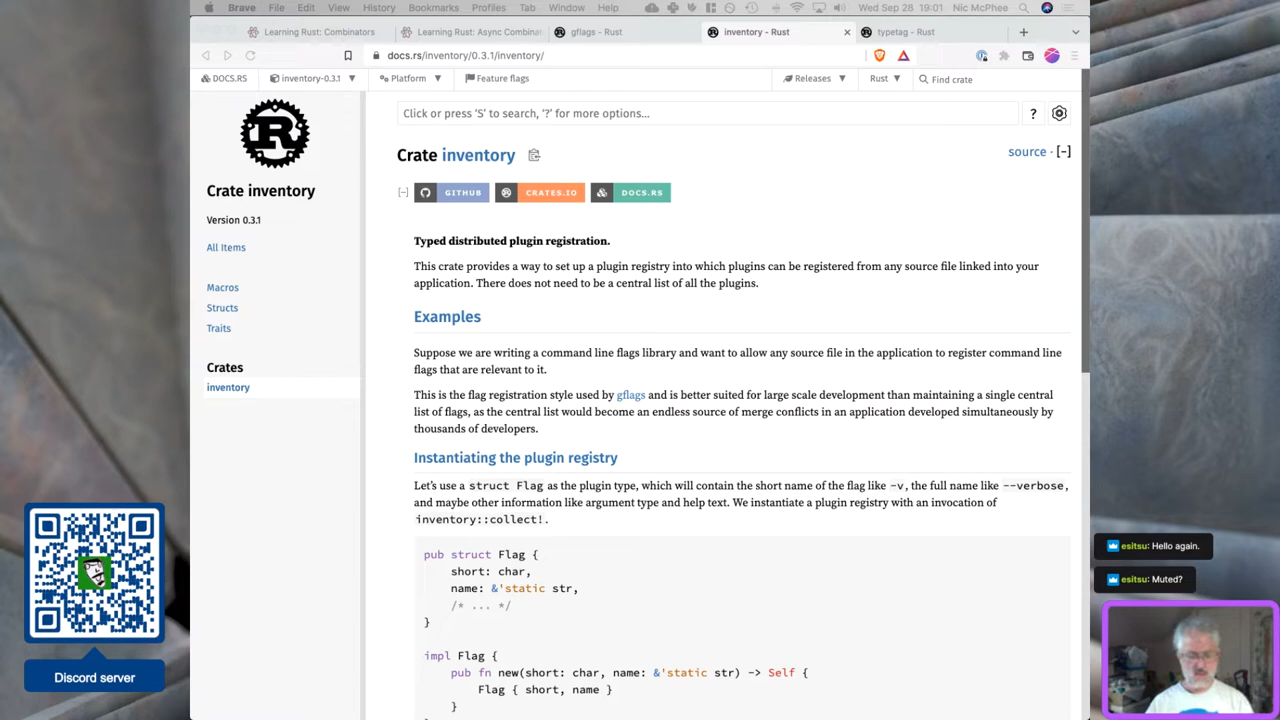 Brave File Edit View History Bookmarks Profiles Tab Window Help Wed Sep 28 19:01 Nic McPhee
Learning Rust: Combinators
Learning Rust: Async Combinat
gflags - Rust
inventory - Rust
typetag - Rust
docs.rs/inventory/0.3.1/inventory/
DOCS.RS
inventory-0.3.1
Platform
Feature flags
Releases
Rust
Find crate
Click or press ‘S’ to search, ‘?’ for more options…
?
R
Crate inventory
source · [-]
Crate inventory
Version 0.3.1
All Items
Macros
Structs
Traits
Crates
inventory
[-] GITHUB CRATES.IO DOCS.RS
Typed distributed plugin registration.
This crate provides a way to set up a plugin registry into which plugins can be registered from any source file linked into your
application. There does not need to be a central list of all the plugins.
Examples
Suppose we are writing a command line flags library and want to allow any source file in the application to register command line
flags that are relevant to it.
This is the flag registration style used by gflags and is better suited for large scale development than maintaining a single central
list of flags, as the central list would become an endless source of merge conflicts in an application developed simultaneously by
thousands of developers.
Instantiating the plugin registry
Let’s use a struct Flag as the plugin type, which will contain the short name of the flag like -v, the full name like --verbose,
and maybe other information like argument type and help text. We instantiate a plugin registry with an invocation of
inventory::collect!.
pub struct Flag {
short: char,
name: &'static str,
/* ... */
}
impl Flag {
pub fn new(short: char, name: &'static str) -> Self {
Flag { short, name }
}
Discord server
esitsu: Hello again.
esitsu: Muted?